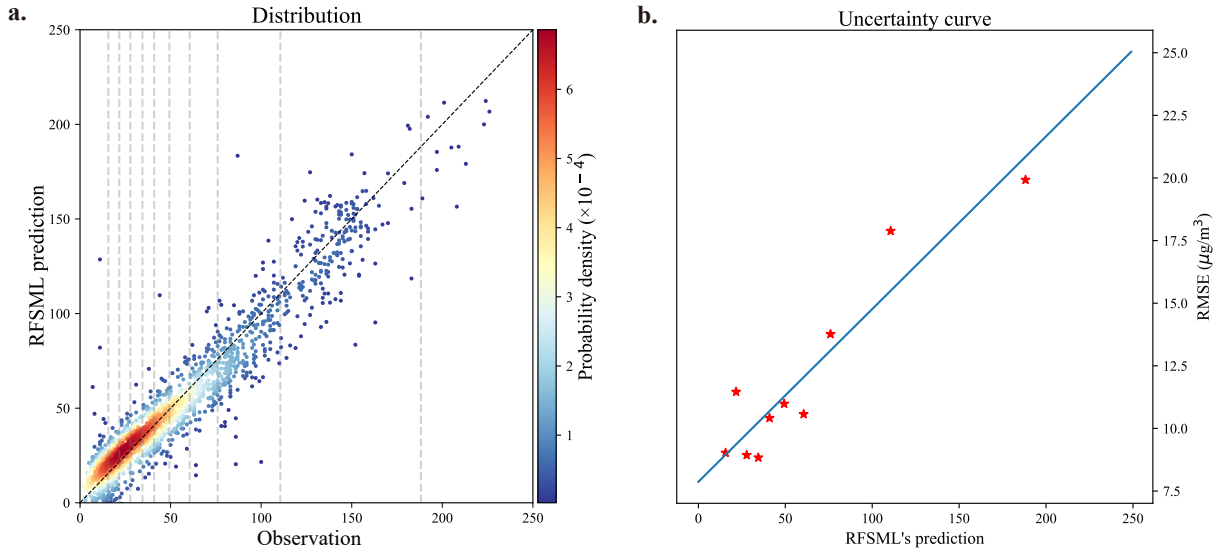 a.
Distribution
250
200
150
100
50
0
0 50 100 150 200 250
RFSML prediction
Observation
6
5
4
3
2
1
Probability density (×10⁻⁴)
b.
Uncertainty curve
25.0
22.5
20.0
17.5
15.0
12.5
10.0
7.5
RMSE (μg/m³)
0 50 100 150 200 250
RFSML's prediction